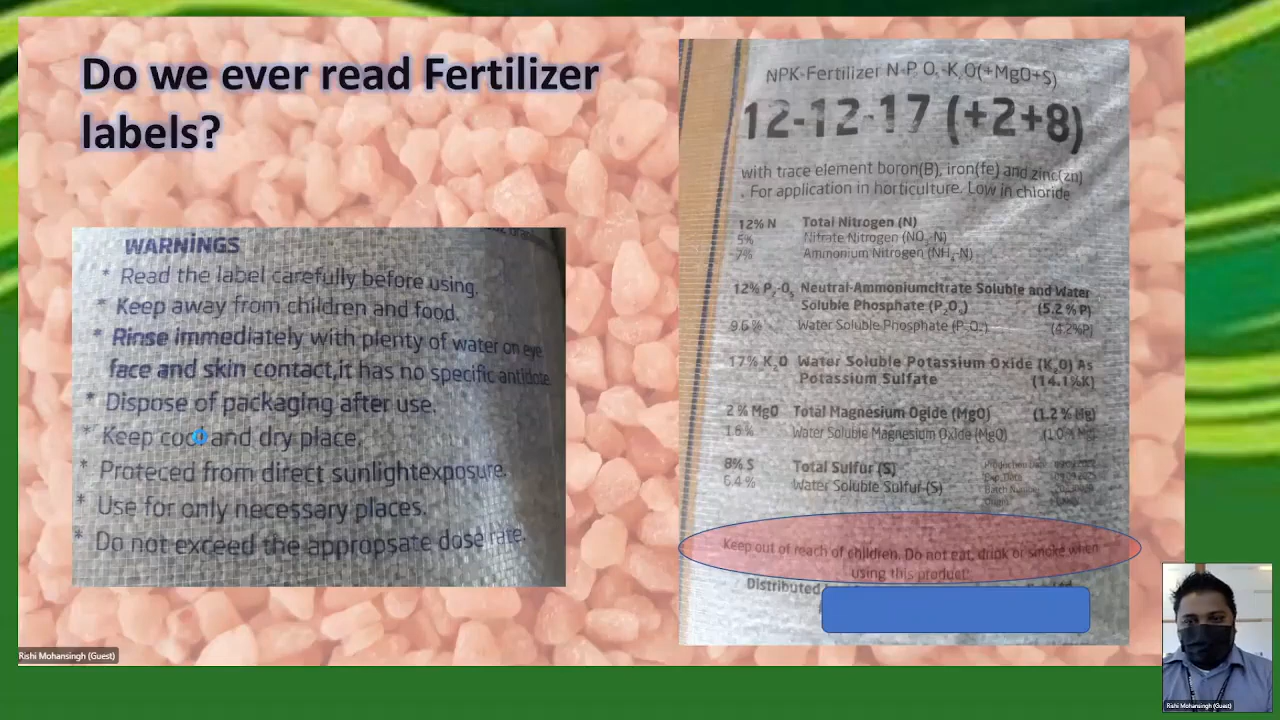 Do we ever read Fertilizer
labels?
WARNiNGS
* Read the label carefully before using.
* Keep away from children and food.
* Rinse immediately with plenty of water on eye
face and skin contact,it has no specific antidote
* Dispose of packaging after use.
* Keep cool and dry place.
* Proteced from direct sunlightexposure.
* Use for only necessary places.
* Do not exceed the appropsate dose rate.
NPK-Fertilizer N-P₂O₅-K₂O(+MgO+S)
12-12-17 (+2+8)
with trace element boron(B), iron(fe) and zinc(zn)
. For application in horticulture. Low in chloride
12% N Total Nitrogen (N)
5% Nitrate Nitrogen (NO₃-N)
7% Ammonium Nitrogen (NH₄-N)
12% P₂-O₅ Neutral-Ammoniumcitrate Soluble and Water
Soluble Phosphate (P₂O₅) (5.2 % P)
9.6 % Water Soluble Phosphate (P₂O₅) (4.2%P)
17% K₂O Water Soluble Potassium Oxide (K₂O) As
Potassium Sulfate (14.1%K)
2 % MgO Total Magnesium Ogide (MgO) (1.2 % Mg)
1.6 % Water Soluble Magnesium Oxide (MgO) (1.0 % Mg)
8% S Total Sulfur (S)
6.4 % Water Soluble Sulfur (S)
Batch Number
Keep out of reach of children. Do not eat, drink or smoke when
using this product.
Distributed
Rishi Mohansingh (Guest)
Rishi Mohansingh (Guest)